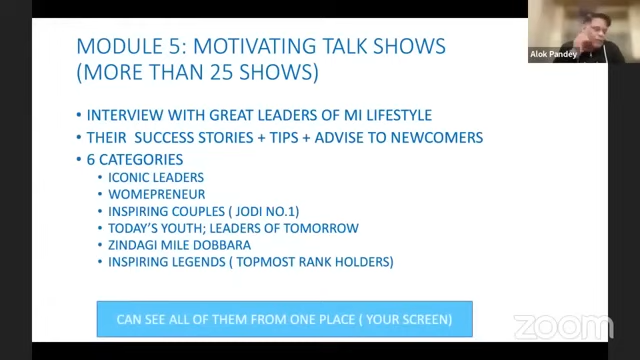 MODULE 5: MOTIVATING TALK SHOWS
(MORE THAN 25 SHOWS)
Alok Pandey
• INTERVIEW WITH GREAT LEADERS OF MI LIFESTYLE
• THEIR SUCCESS STORIES + TIPS + ADVISE TO NEWCOMERS
• 6 CATEGORIES
• ICONIC LEADERS
• WOMEPRENEUR
• INSPIRING COUPLES ( JODI NO.1)
• TODAY'S YOUTH; LEADERS OF TOMORROW
• ZINDAGI MILE DOBBARA
• INSPIRING LEGENDS ( TOPMOST RANK HOLDERS)
CAN SEE ALL OF THEM FROM ONE PLACE ( YOUR SCREEN)
zoom